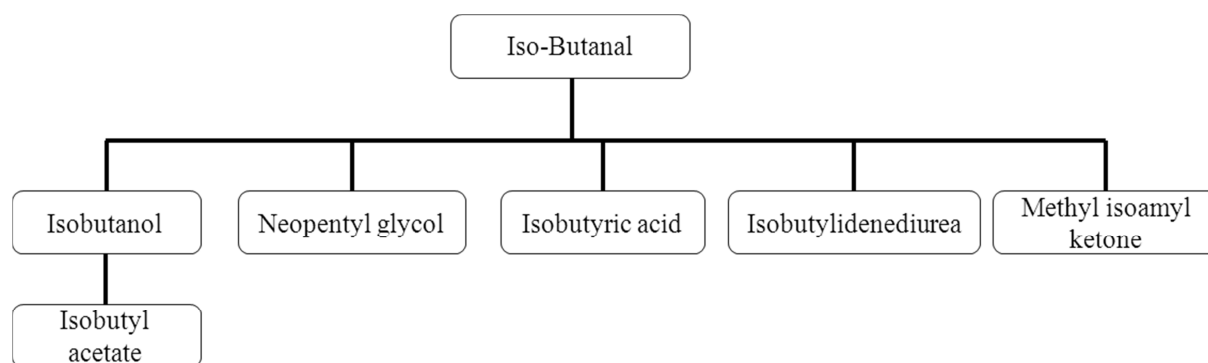 Iso-Butanal
Isobutanol
Neopentyl glycol
Isobutyric acid
Isobutylidenediurea
Methyl isoamyl
ketone
Isobutyl
acetate